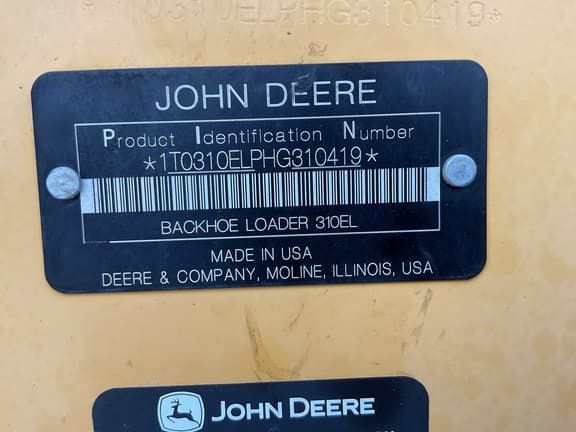 *1T0310ELPHG310419*
JOHN DEERE
Product Identification Number
*1T0310ELPHG310419*
BACKHOE LOADER 310EL
MADE IN USA
DEERE & COMPANY, MOLINE, ILLINOIS, USA
JOHN DEERE